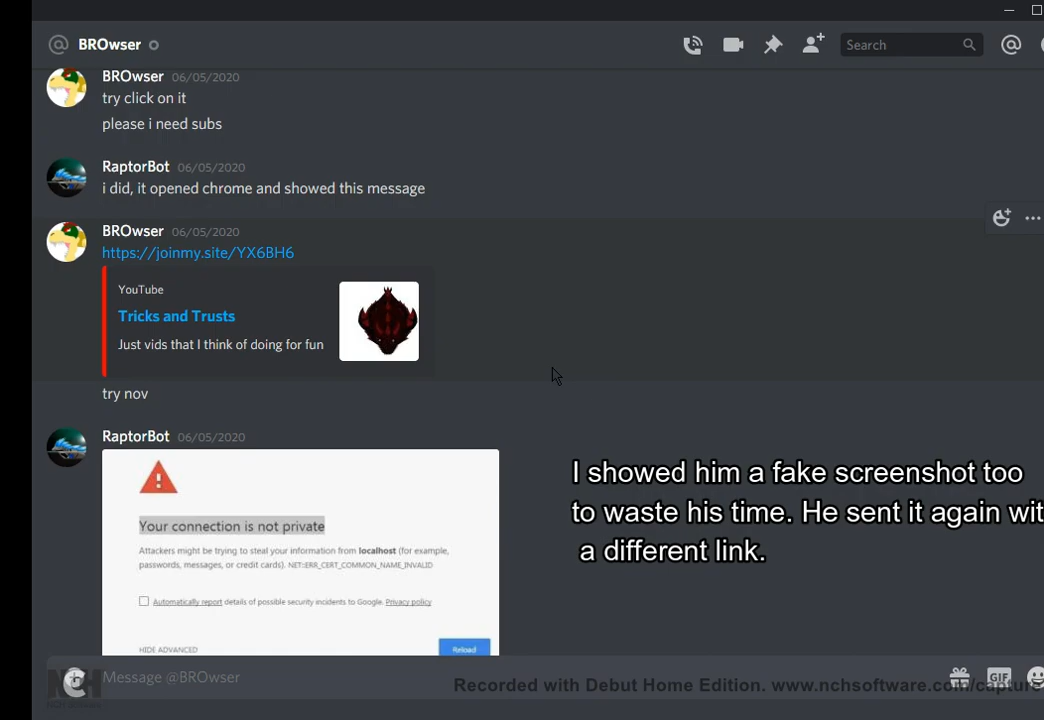 BROwser
Search
BROwser 06/05/2020
try click on it
please i need subs
RaptorBot 06/05/2020
i did, it opened chrome and showed this message
BROwser 06/05/2020
https://joinmy.site/YX6BH6
YouTube
Tricks and Trusts
Just vids that I think of doing for fun
try nov
RaptorBot 06/05/2020
Your connection is not private
Attackers might be trying to steal your information from localhost (for example,
passwords, messages, or credit cards). NET::ERR_CERT_COMMON_NAME_INVALID
Automatically report details of possible security incidents to Google. Privacy policy
HIDE ADVANCED
Reload
I showed him a fake screenshot too
to waste his time. He sent it again wit
a different link.
Message @BROwser
GIF
NCH
Recorded with Debut Home Edition. www.nchsoftware.com/capture